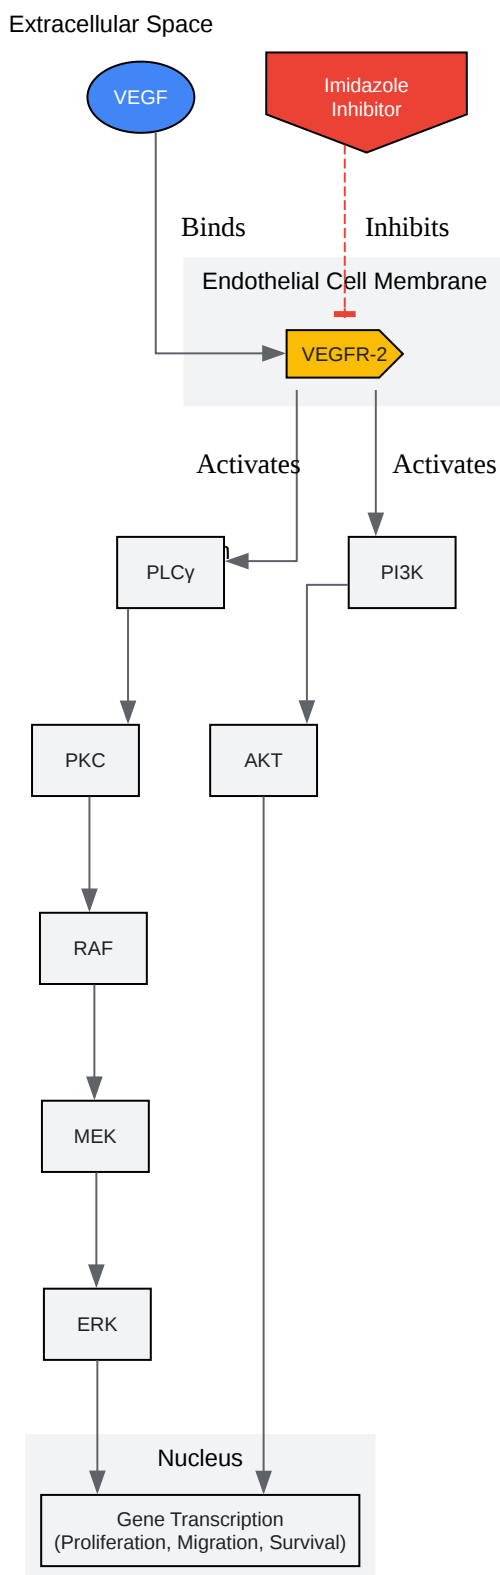 Extracellular Space
VEGF
Imidazole
Inhibitor
Binds
Inhibits
Endothelial Cell Membrane
VEGFR-2
Activates
Activates
PLCγ
PI3K
PKC
AKT
RAF
MEK
ERK
Nucleus
Gene Transcription
(Proliferation, Migration, Survival)